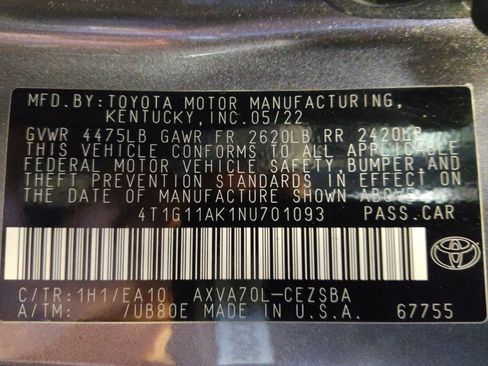 MFD.BY:TOYOTA MOTOR MANUFACTURING,
KENTUCKY, INC.05/22
GVWR 4475LB GAWR FR 2620LB RR 2420LB
THIS VEHICLE CONFORMS TO ALL APPLICABLE
FEDERAL MOTOR VEHICLE SAFETY, BUMPER AND
THEFT PREVENTION STANDARDS IN EFFECT ON
THE DATE OF MANUFACTURE SHOWN ABOVE.
4T1G11AK1NU701093 PASS.CAR
C/TR:1H1/EA10 AXVA70L-CEZSBA
A/TM: 7UB80E MADE IN U.S.A. 67755